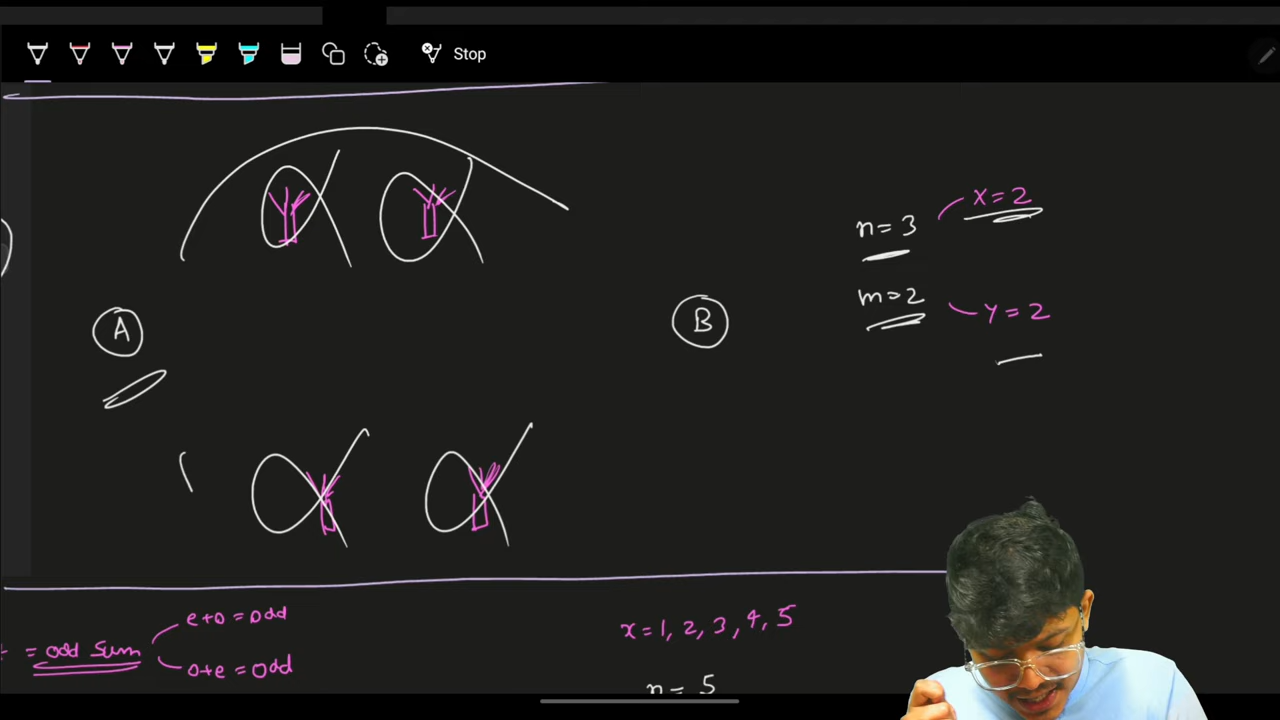 Stop
x=2
n=3
m=2
y=2
A
B
= odd sum
e+o = odd
o+e = odd
x=1, 2, 3, 4, 5
n= 5